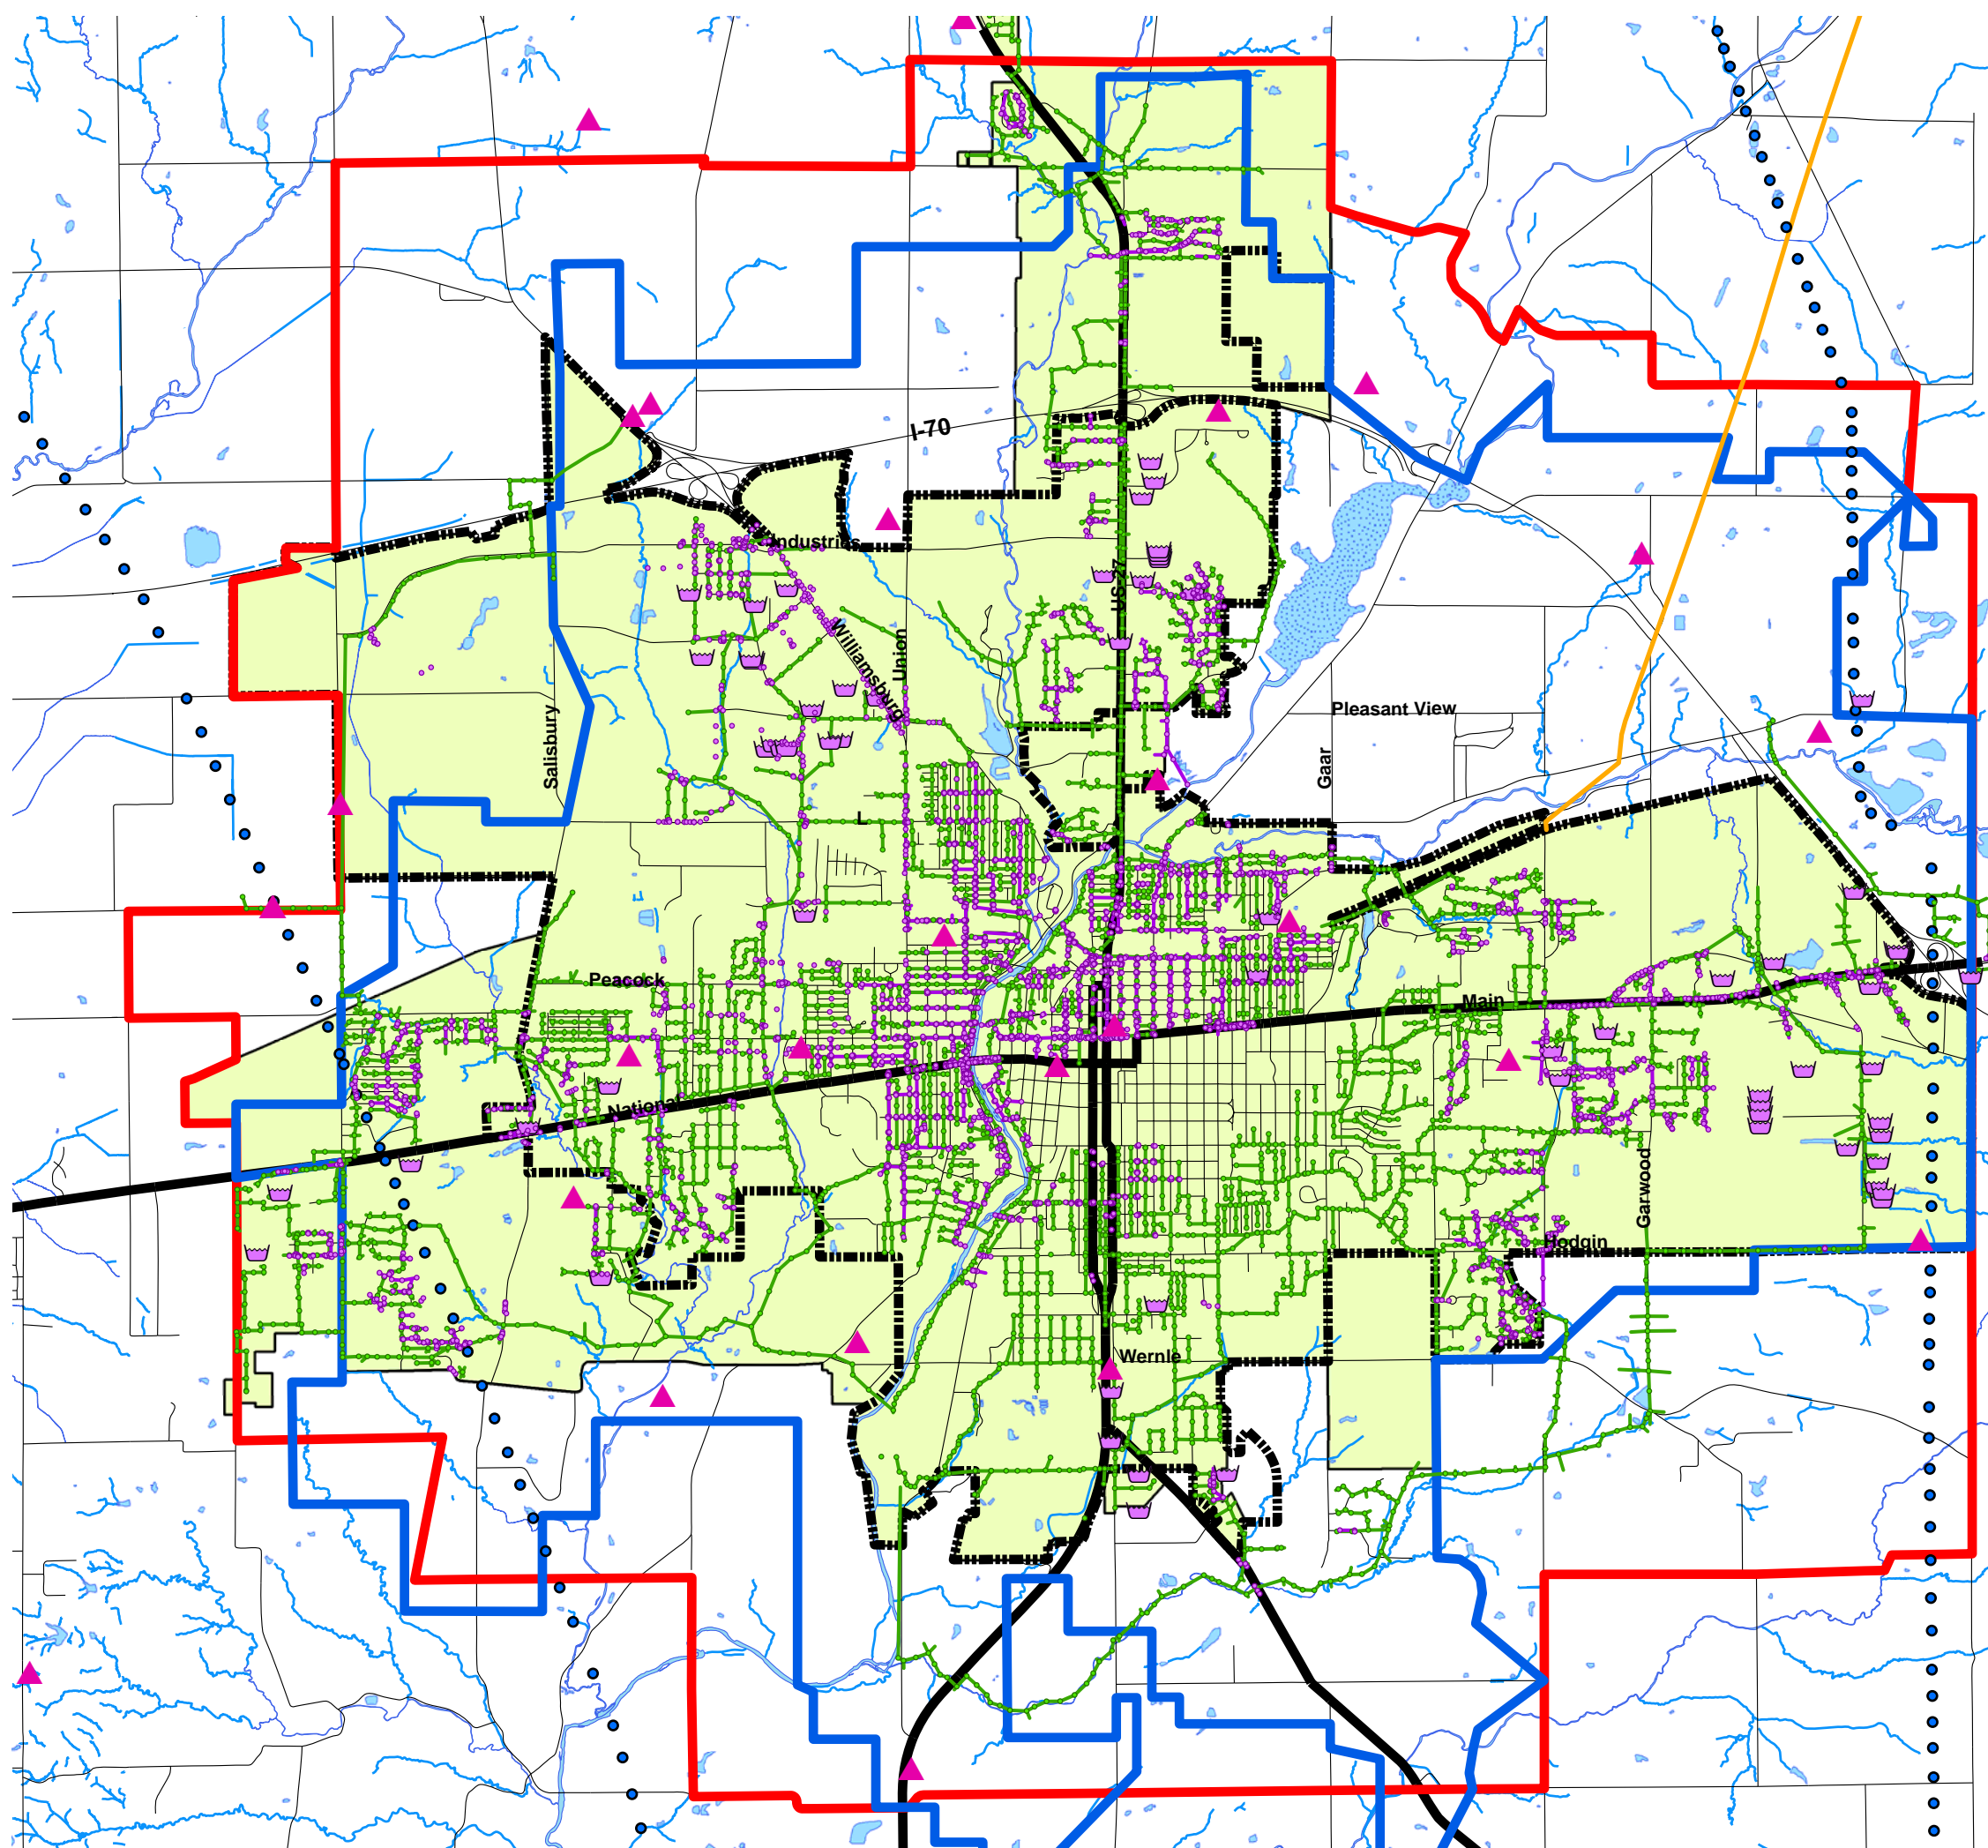 I-70
Industries
US 27
Williamsburg
Union
Salisbury
Pleasant View
Gaar
L
Peacock
Main
National
Garwood
Hodgin
Wernle